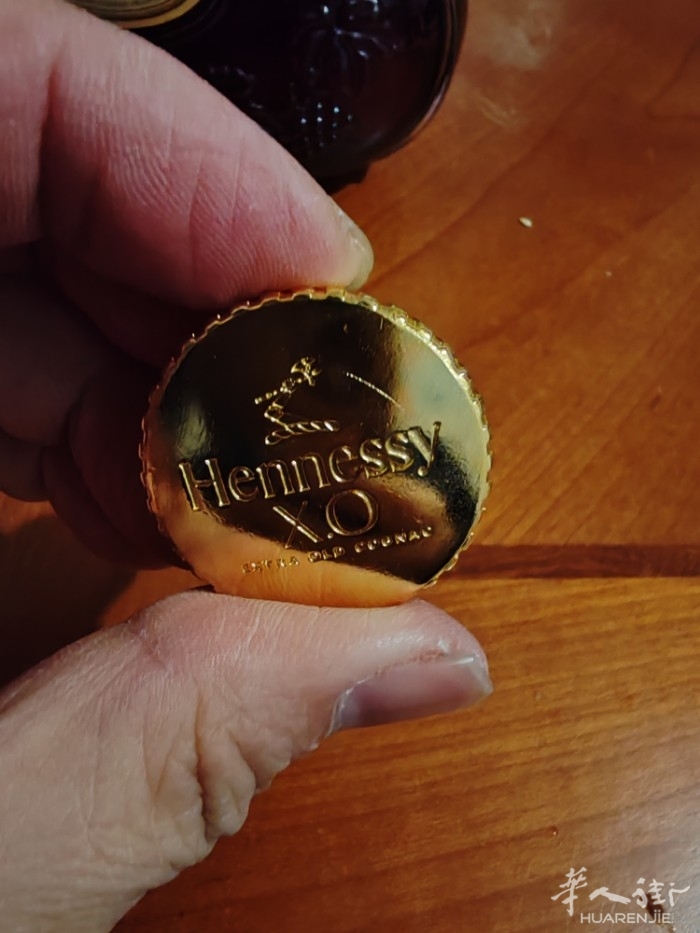 Hennessy
X.O
EXTRA OLD COGNAC
華人街
HUARENJIE